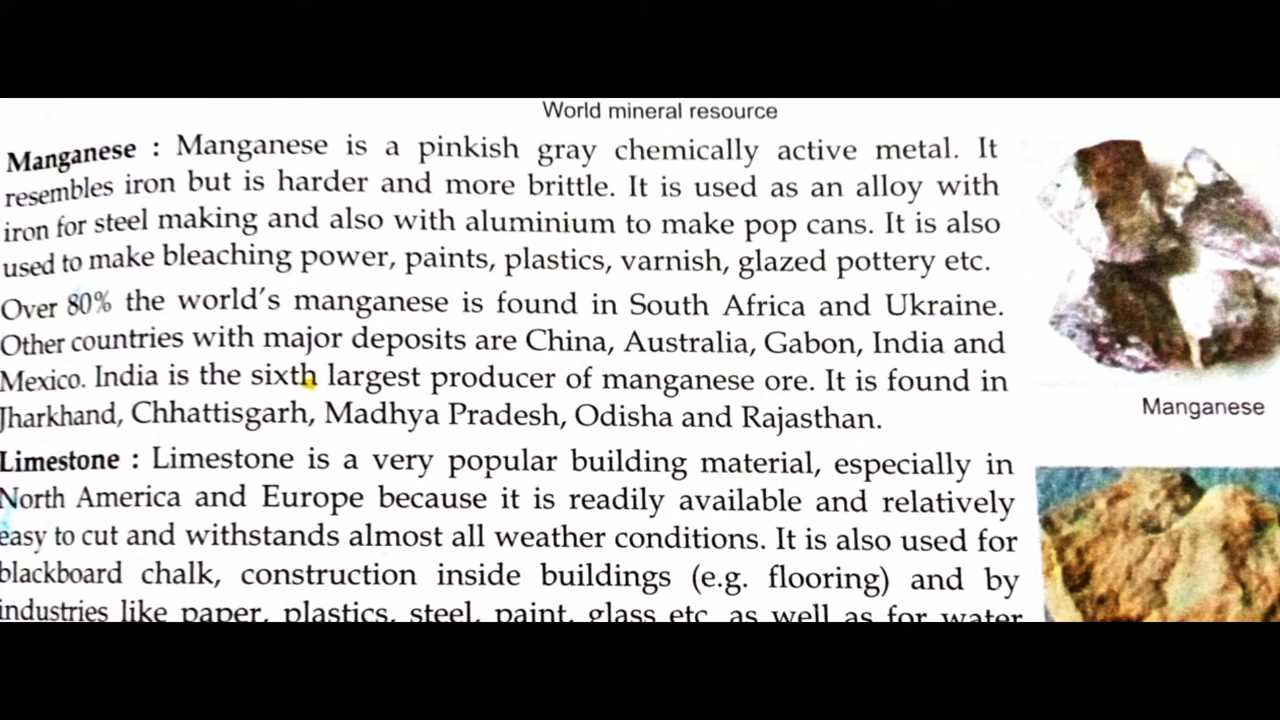 World mineral resource
Manganese : Manganese is a pinkish gray chemically active metal. It
resembles iron but is harder and more brittle. It is used as an alloy with
iron for steel making and also with aluminium to make pop cans. It is also
used to make bleaching power, paints, plastics, varnish, glazed pottery etc.
Over 80% the world's manganese is found in South Africa and Ukraine.
Other countries with major deposits are China, Australia, Gabon, India and
Mexico. India is the sixth largest producer of manganese ore. It is found in
Jharkhand, Chhattisgarh, Madhya Pradesh, Odisha and Rajasthan.
Manganese
Limestone : Limestone is a very popular building material, especially in
North America and Europe because it is readily available and relatively
easy to cut and withstands almost all weather conditions. It is also used for
blackboard chalk, construction inside buildings (e.g. flooring) and by
industries like paper, plastics, steel, paint, glass etc. as well as for water